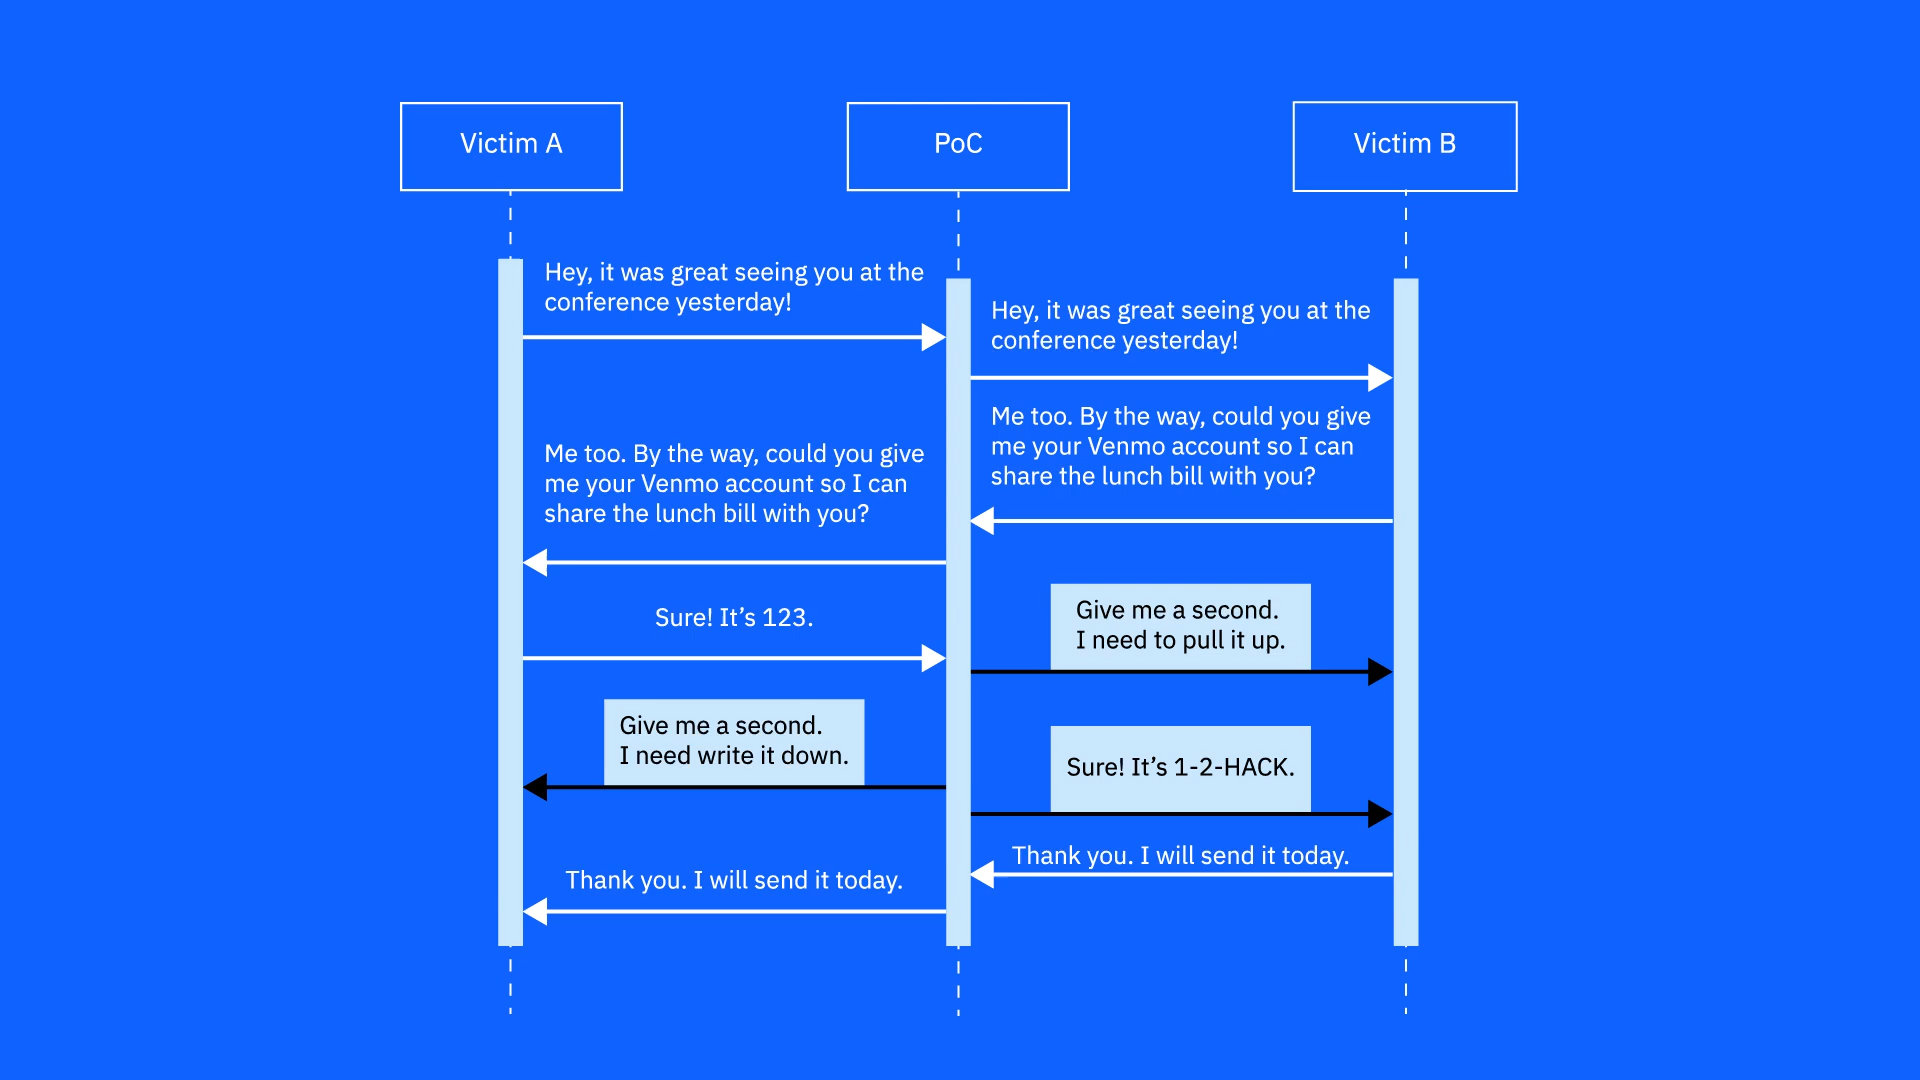 Victim A
PoC
Victim B
Hey, it was great seeing you at the
conference yesterday!
Hey, it was great seeing you at the
conference yesterday!
Me too. By the way, could you give
me your Venmo account so I can
share the lunch bill with you?
Me too. By the way, could you give
me your Venmo account so I can
share the lunch bill with you?
Sure! It’s 123.
Give me a second.
I need to pull it up.
Give me a second.
I need write it down.
Sure! It’s 1-2-HACK.
Thank you. I will send it today.
Thank you. I will send it today.